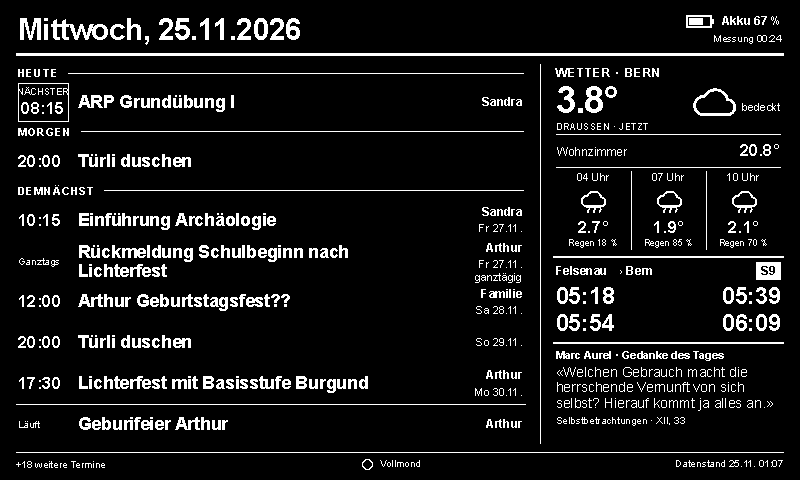 Mittwoch, 25.11.2026
Akku 67 %
Messung 00:24
HEUTE
NÄCHSTER
08:15 ARP Grundübung I Sandra
MORGEN
20:00 Türli duschen
DEMNÄCHST
10:15 Einführung Archäologie Sandra
Fr 27.11.
Ganztags Rückmeldung Schulbeginn nach
Lichterfest
Arthur
Fr 27.11.
ganztägig
12:00 Arthur Geburtstagsfest?? Familie
Sa 28.11.
20:00 Türli duschen So 29.11.
17:30 Lichterfest mit Basisstufe Burgund Arthur
Mo 30.11.
Läuft Geburifeier Arthur Arthur
WETTER · BERN
3.8°
bedeckt
DRAUSSEN · JETZT
Wohnzimmer 20.8°
04 Uhr 07 Uhr 10 Uhr
2.7° 1.9° 2.1°
Regen 18 % Regen 85 % Regen 70 %
Felsenau › Bern S9
05:18 05:39
05:54 06:09
Marc Aurel · Gedanke des Tages
«Welchen Gebrauch macht die
herrschende Vernunft von sich
selbst? Hierauf kommt ja alles an.»
Selbstbetrachtungen · XII, 33
+18 weitere Termine Vollmond Datenstand 25.11. 01:07